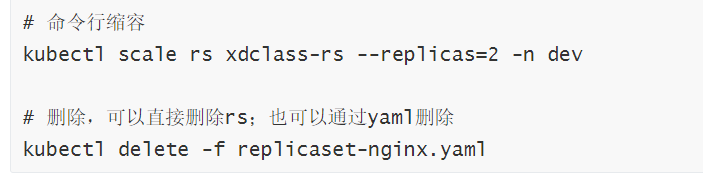 # 命令行缩容
kubectl scale rs xdclass-rs --replicas=2 -n dev
# 删除，可以直接删除rs；也可以通过yaml删除
kubectl delete -f replicaset-nginx.yaml